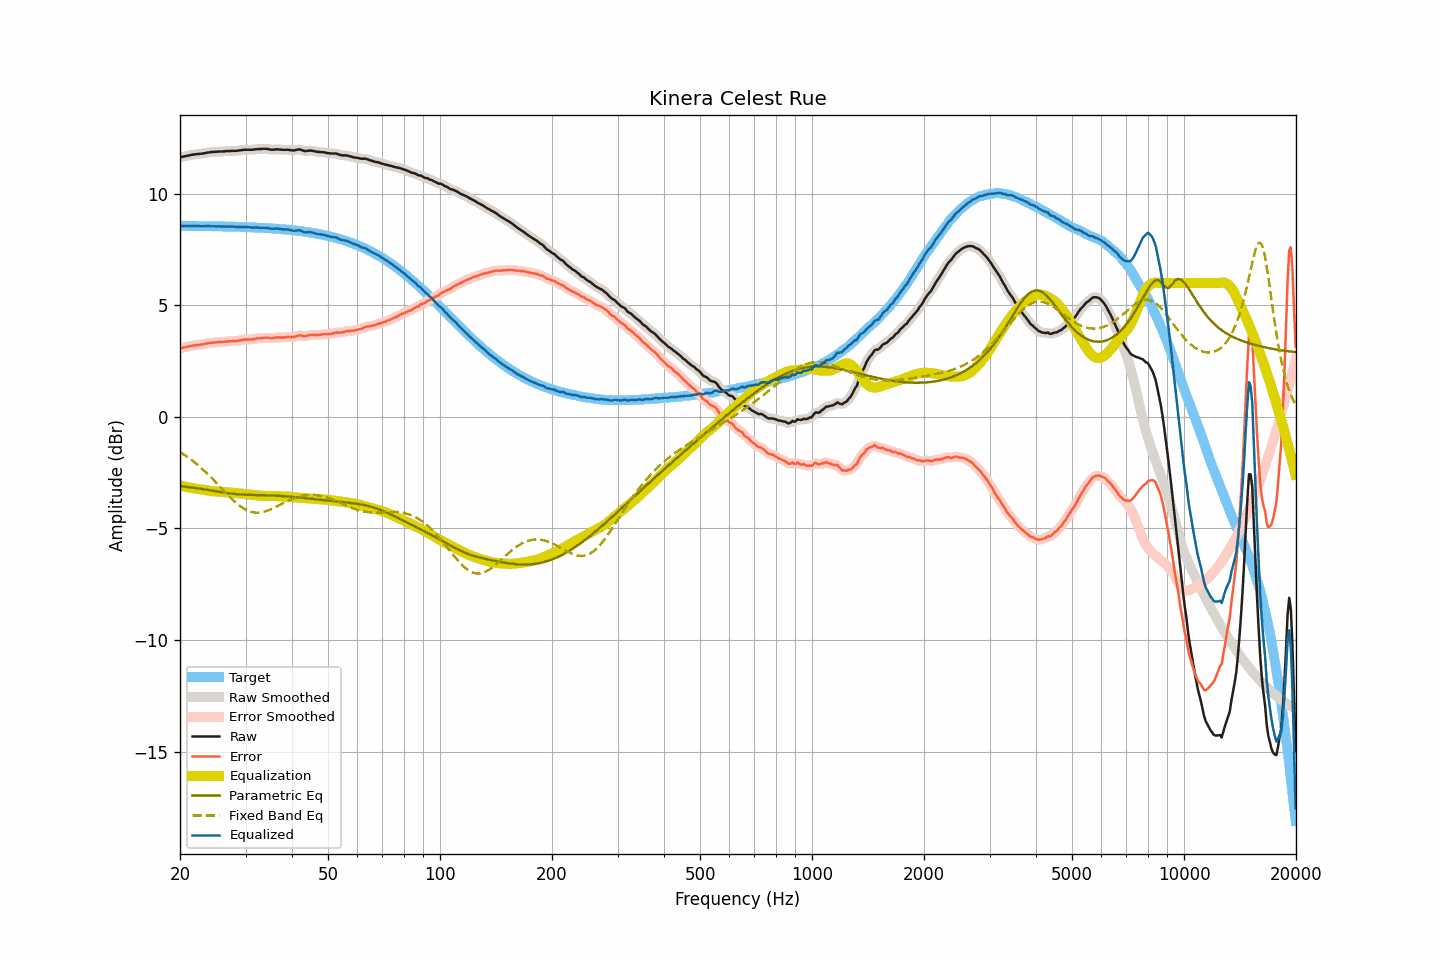 Kinera Celest Rue
Amplitude (dBr)
10
5
0
−5
−10
−15
Target
Raw Smoothed
Error Smoothed
Raw
Error
Equalization
Parametric Eq
Fixed Band Eq
Equalized
20 50 100 200 500 1000 2000 5000 10000 20000
Frequency (Hz)